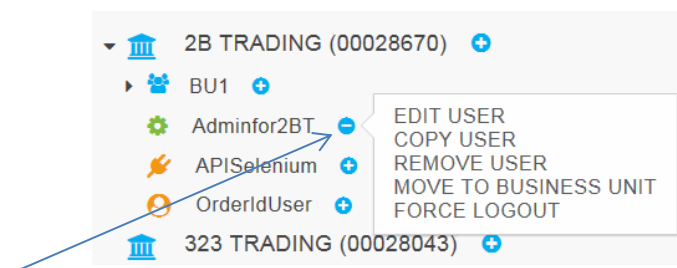 2B TRADING (00028670)
BU1
Adminfor2BT
EDIT USER
COPY USER
REMOVE USER
MOVE TO BUSINESS UNIT
FORCE LOGOUT
APISelenium
OrderIdUser
323 TRADING (00028043)